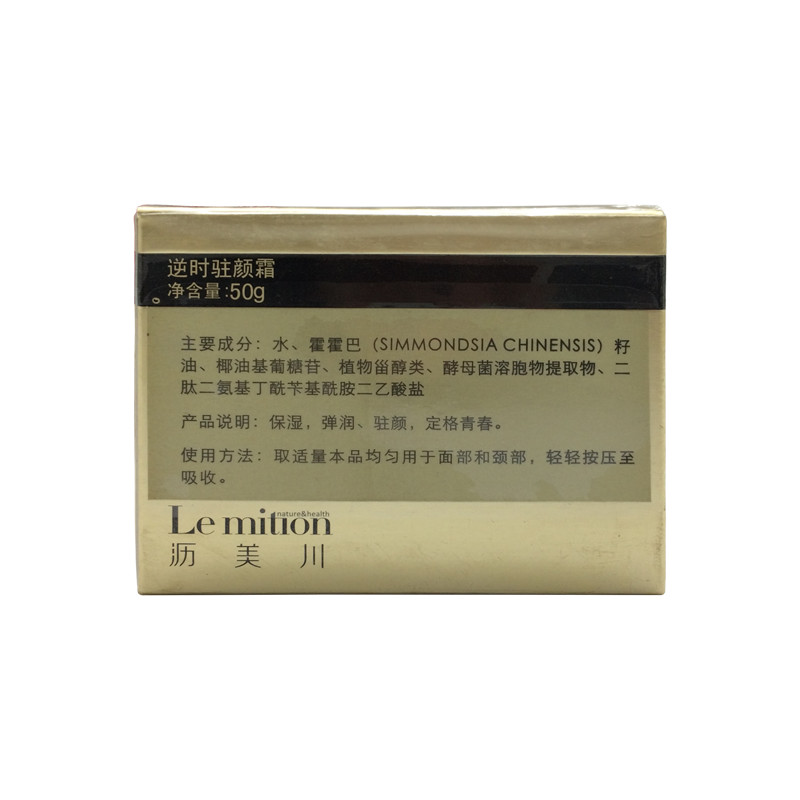 逆时驻颜霜
净含量:50g
主要成分：水、霍霍巴（SIMMONDSIA CHINENSIS）籽
油、椰油基葡糖苷、植物甾醇类、酵母菌溶胞物提取物、二
肽二氨基丁酰苄基酰胺二乙酸盐
产品说明：保湿，弹润、驻颜，定格青春。
使用方法：取适量本品均匀用于面部和颈部，轻轻按压至
吸收。
nature&health
Le mition
沥美川